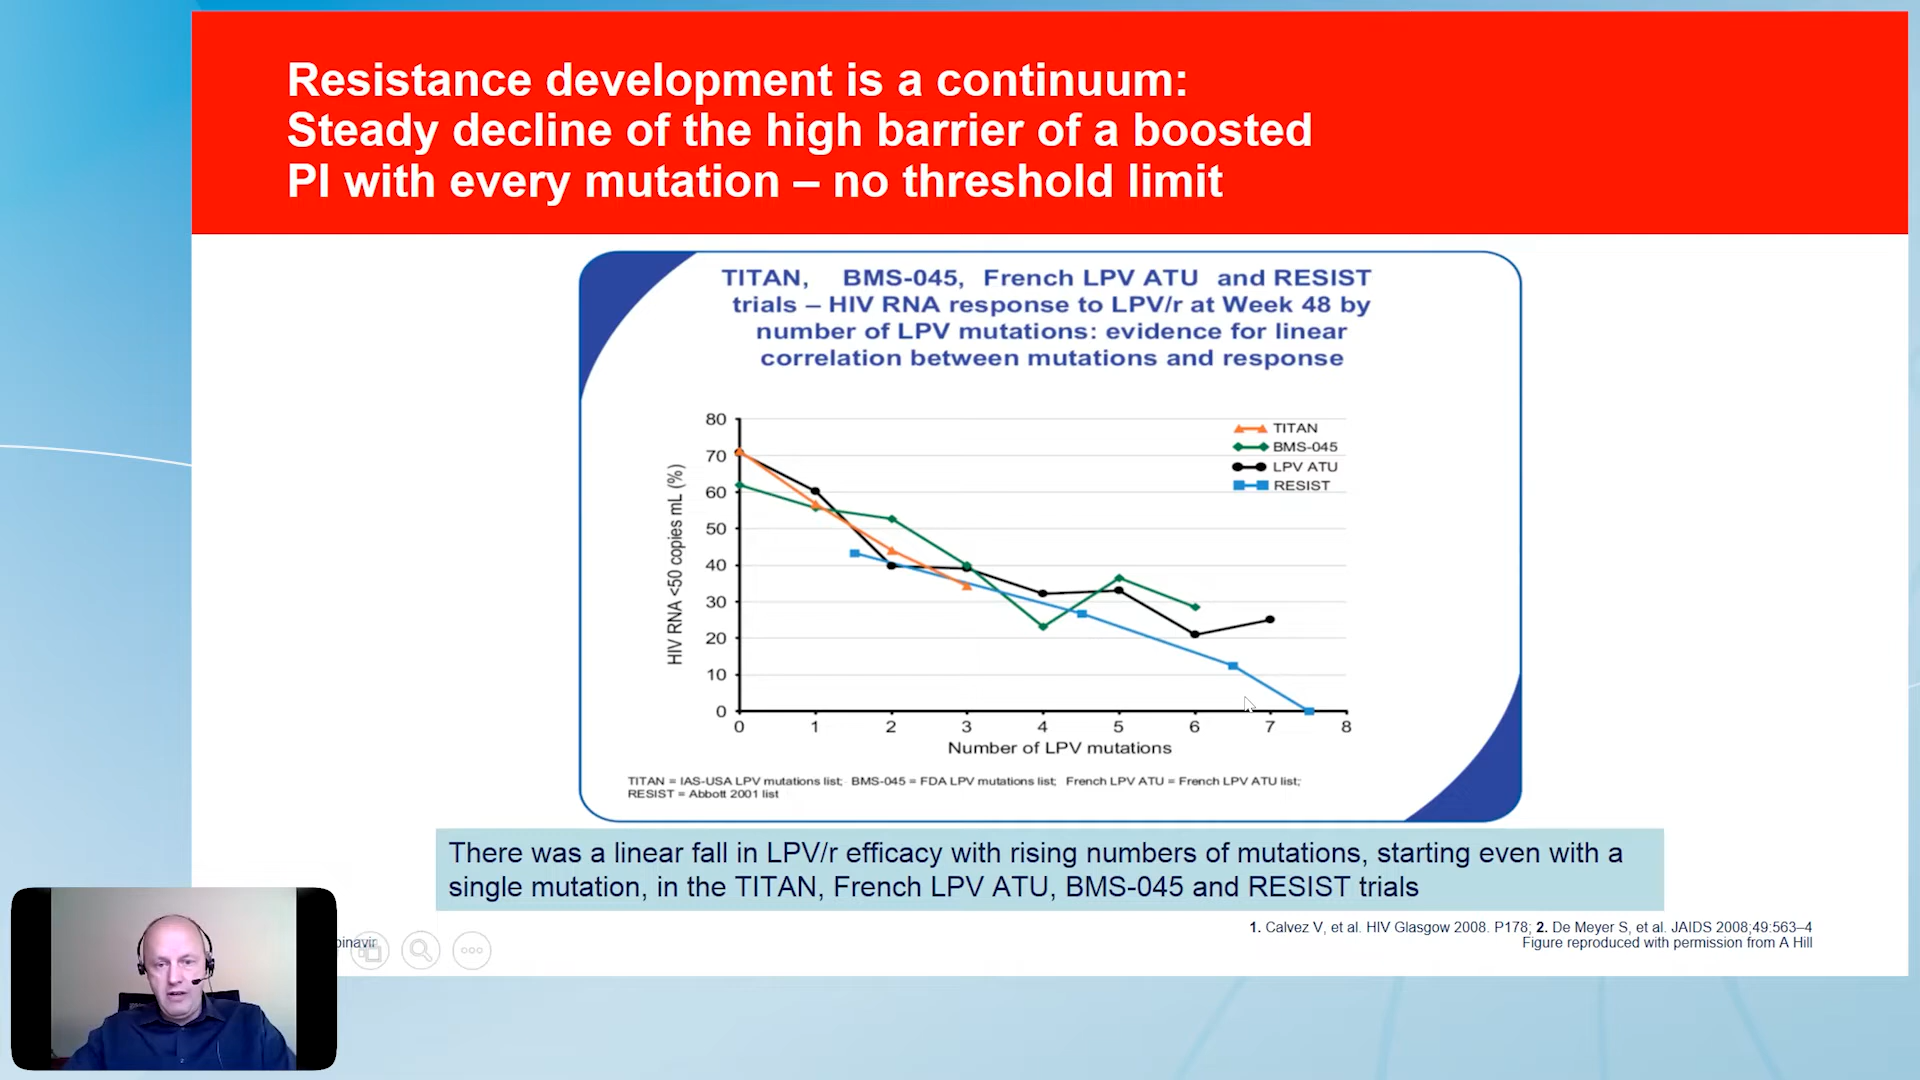 Resistance development is a continuum:
Steady decline of the high barrier of a boosted
PI with every mutation – no threshold limit
TITAN, BMS-045, French LPV ATU and RESIST
trials – HIV RNA response to LPV/r at Week 48 by
number of LPV mutations: evidence for linear
correlation between mutations and response
HIV RNA <50 copies mL (%)
80
70
60
50
40
30
20
10
0
TITAN
BMS-045
LPV ATU
RESIST
0 1 2 3 4 5 6 7 8
Number of LPV mutations
TITAN = IAS-USA LPV mutations list; BMS-045 = FDA LPV mutations list; French LPV ATU = French LPV ATU list;
RESIST = Abbott 2001 list
There was a linear fall in LPV/r efficacy with rising numbers of mutations, starting even with a
single mutation, in the TITAN, French LPV ATU, BMS-045 and RESIST trials
1. Calvez V, et al. HIV Glasgow 2008. P178; 2. De Meyer S, et al. JAIDS 2008;49:563–4
Figure reproduced with permission from A Hill